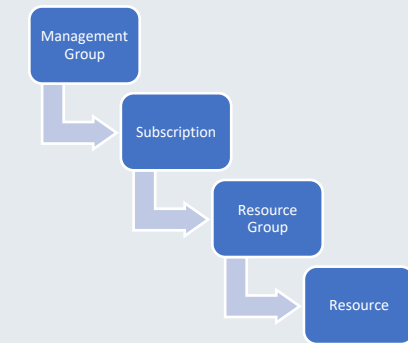 Management
Group
Subscription
Resource
Group
Resource